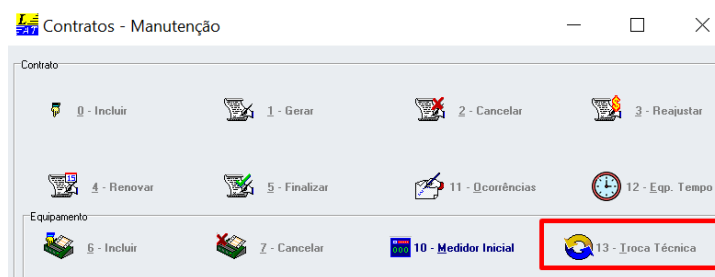 Contratos - Manutenção
Contrato
0 - Incluir 1 - Gerar 2 - Cancelar 3 - Reajustar
4 - Renovar 5 - Finalizar 11 - Ocorrências 12 - Eqp. Tempo
Equipamento
6 - Incluir 7 - Cancelar 10 - Medidor Inicial 13 - Troca Técnica